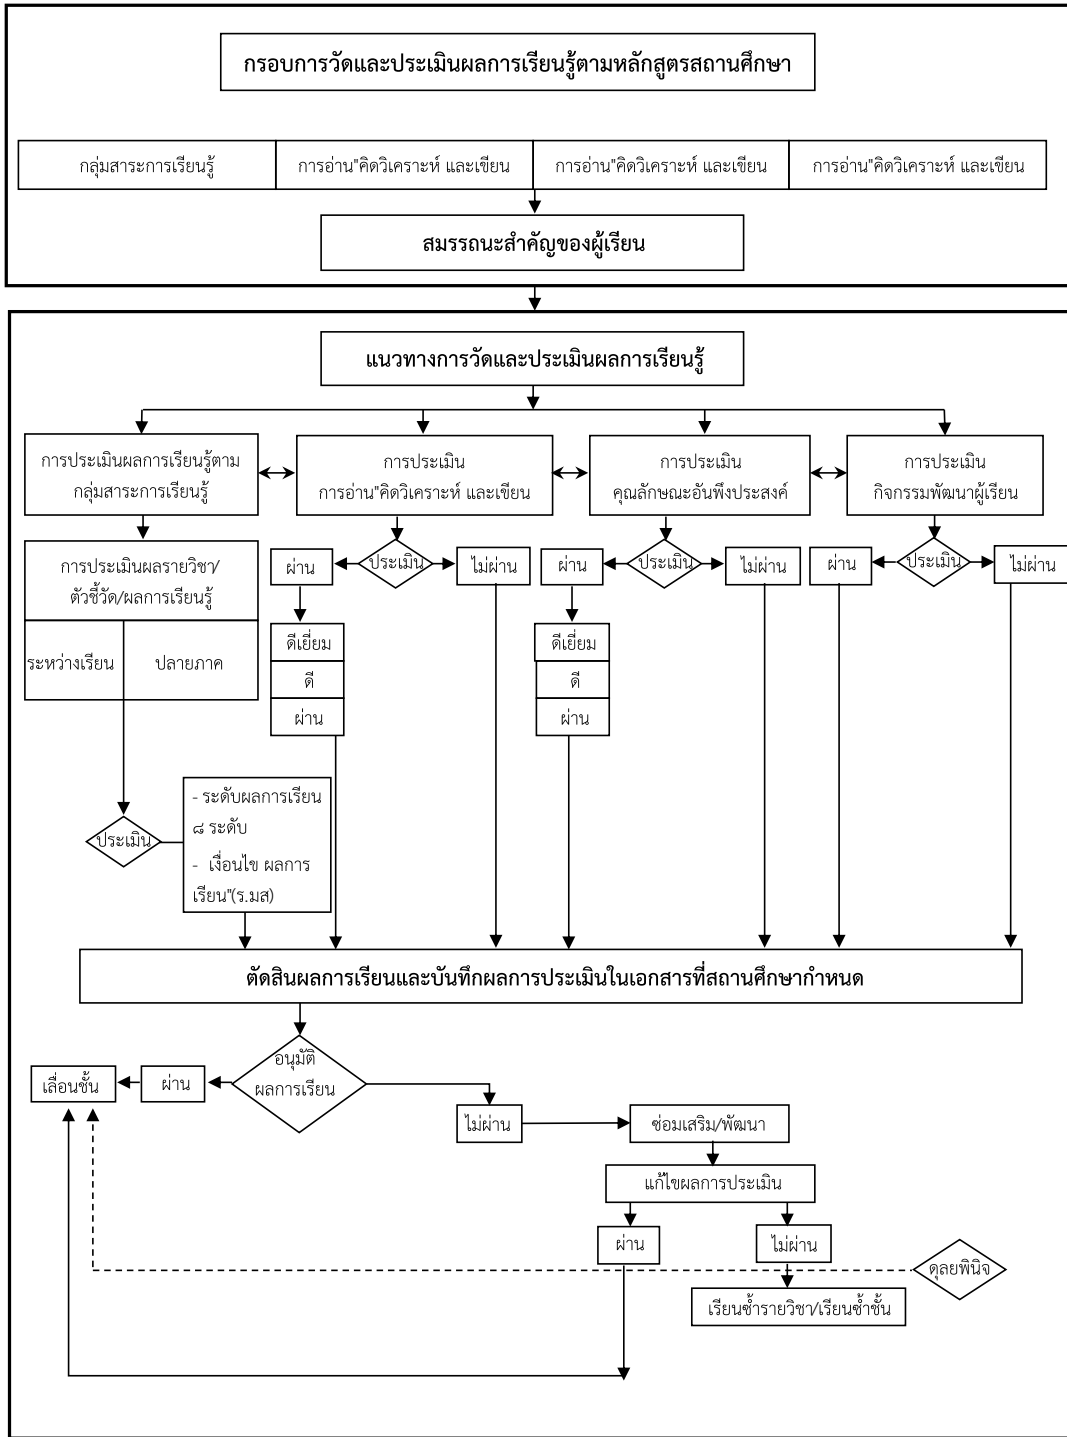 กรอบการวัดและประเมินผลการเรียนรู้ตามหลักสูตรสถานศึกษา
กลุ่มสาระการเรียนรู้
การอ่าน"คิดวิเคราะห์ และเขียน
การอ่าน"คิดวิเคราะห์ และเขียน
การอ่าน"คิดวิเคราะห์ และเขียน
สมรรถนะสำคัญของผู้เรียน
แนวทางการวัดและประเมินผลการเรียนรู้
การประเมินผลการเรียนรู้ตาม
กลุ่มสาระการเรียนรู้
การประเมิน
การอ่าน"คิดวิเคราะห์ และเขียน
การประเมิน
คุณลักษณะอันพึงประสงค์
การประเมิน
กิจกรรมพัฒนาผู้เรียน
การประเมินผลรายวิชา/
ตัวชี้วัด/ผลการเรียนรู้
ระหว่างเรียน
ปลายภาค
ผ่าน
ประเมิน
ไม่ผ่าน
ผ่าน
ประเมิน
ไม่ผ่าน
ผ่าน
ประเมิน
ไม่ผ่าน
ดีเยี่ยม
ดี
ผ่าน
ดีเยี่ยม
ดี
ผ่าน
ประเมิน
- ระดับผลการเรียน
๘ ระดับ
- เงื่อนไข ผลการ
เรียน"(ร.มส)
ตัดสินผลการเรียนและบันทึกผลการประเมินในเอกสารที่สถานศึกษากำหนด
อนุมัติ
ผลการเรียน
ผ่าน
เลื่อนชั้น
ไม่ผ่าน
ซ่อมเสริม/พัฒนา
แก้ไขผลการประเมิน
ผ่าน
ไม่ผ่าน
ดุลยพินิจ
เรียนซ้ำรายวิชา/เรียนซ้ำชั้น